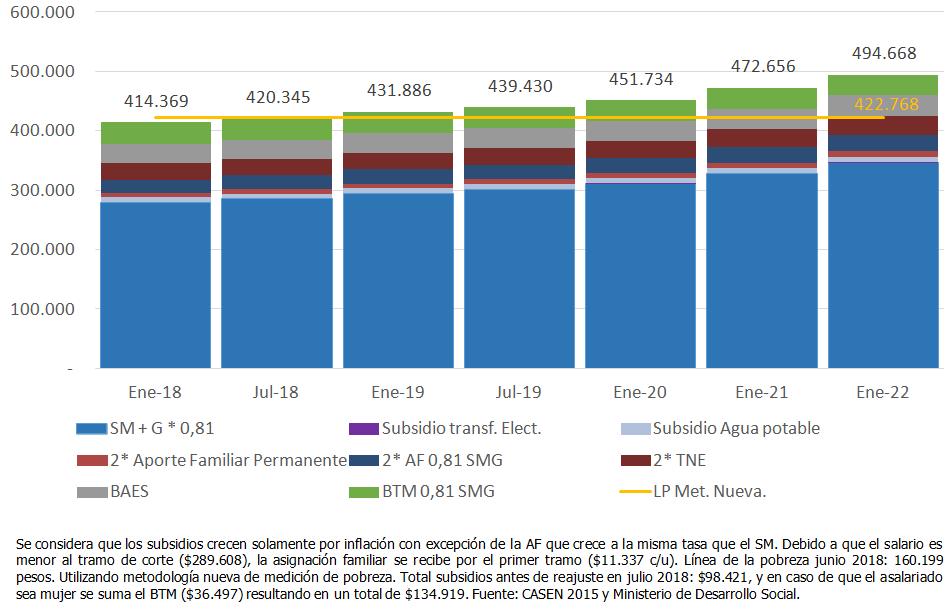 600.000
500.000
400.000
300.000
200.000
100.000
-
414.369
420.345
431.886
439.430
451.734
472.656
494.668
422.768
Ene-18 Jul-18 Ene-19 Jul-19 Ene-20 Ene-21 Ene-22
SM + G * 0,81 Subsidio transf. Elect. Subsidio Agua potable
2* Aporte Familiar Permanente 2* AF 0,81 SMG 2* TNE
BAES BTM 0,81 SMG LP Met. Nueva.
Se considera que los subsidios crecen solamente por inflación con excepción de la AF que crece a la misma tasa que el SM. Debido a que el salario es
menor al tramo de corte ($289.608), la asignación familiar se recibe por el primer tramo ($11.337 c/u). Línea de la pobreza junio 2018: 160.199
pesos. Utilizando metodología nueva de medición de pobreza. Total subsidios antes de reajuste en julio 2018: $98.421, y en caso de que el asalariado
sea mujer se suma el BTM ($36.497) resultando en un total de $134.919. Fuente: CASEN 2015 y Ministerio de Desarrollo Social.